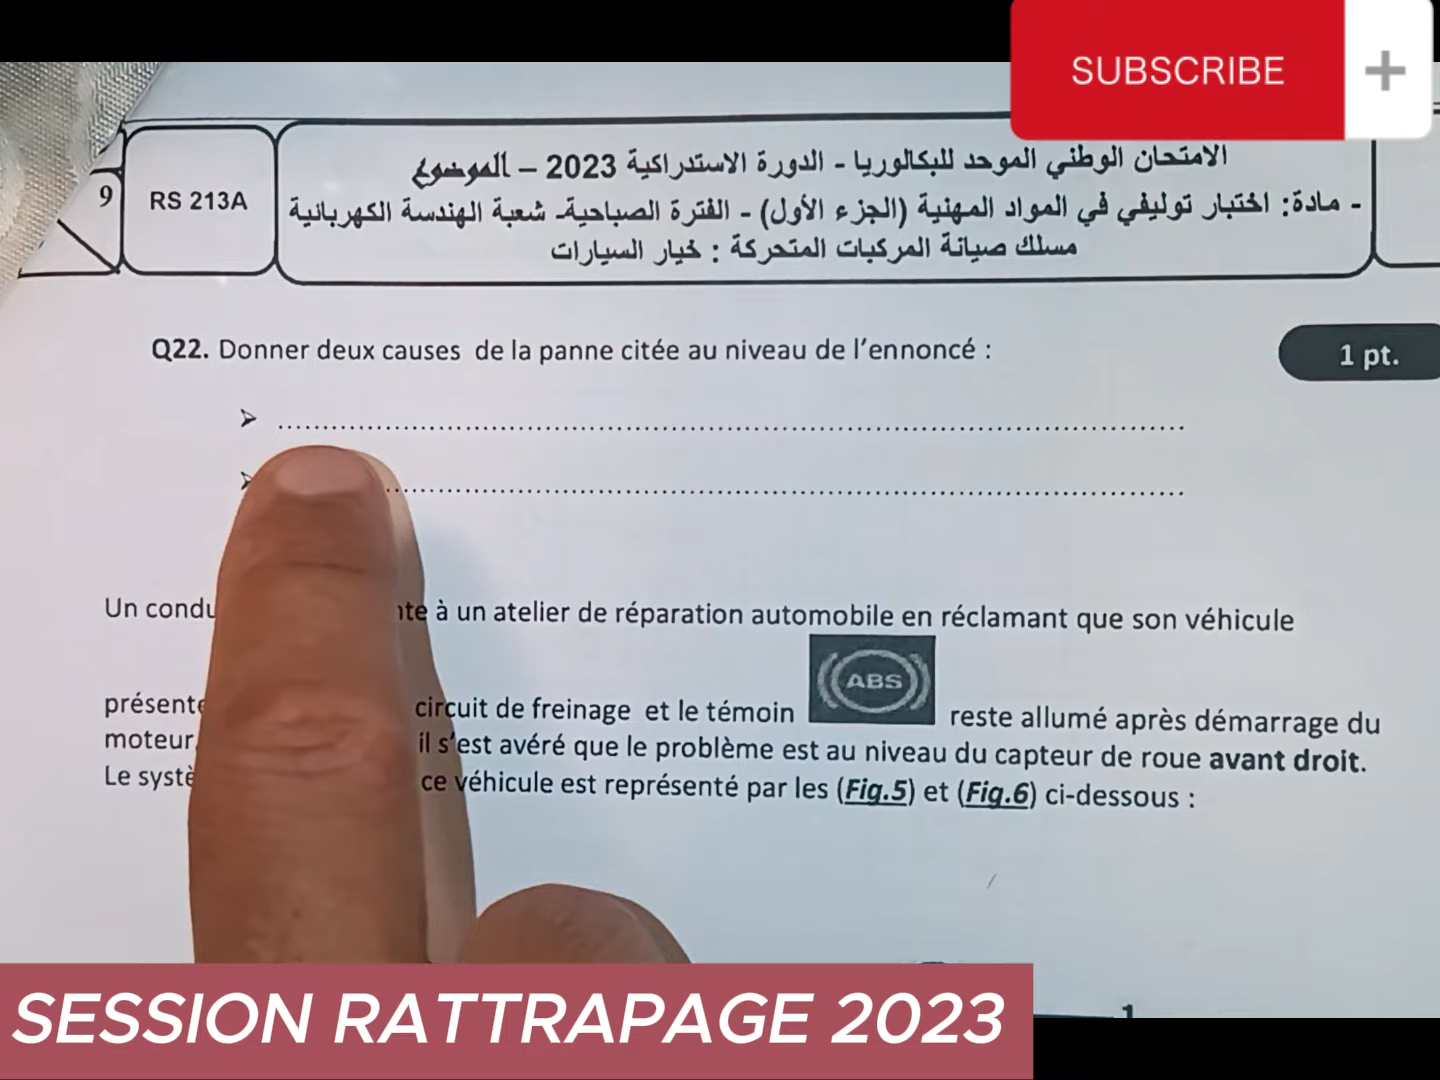 SUBSCRIBE +
9
RS 213A
الامتحان الوطني الموحد للبكالوريا - الدورة الاستدراكية 2023 – الموضوع
- مادة: اختبار توليفي في المواد المهنية (الجزء الأول) - الفترة الصباحية- شعبة الهندسة الكهربائية
مسلك صيانة المركبات المتحركة : خيار السيارات
Q22. Donner deux causes de la panne citée au niveau de l’ennoncé :
1 pt.
➢ ........................................................................
➢ ........................................................................
Un à un atelier de réparation automobile en réclamant que son véhicule
circuit de freinage et le témoin ABS reste allumé après démarrage du
moteur il s’est avéré que le problème est au niveau du capteur de roue avant droit.
Le ce véhicule est représenté par les (Fig.5) et (Fig.6) ci-dessous :
1
SESSION RATTRAPAGE 2023